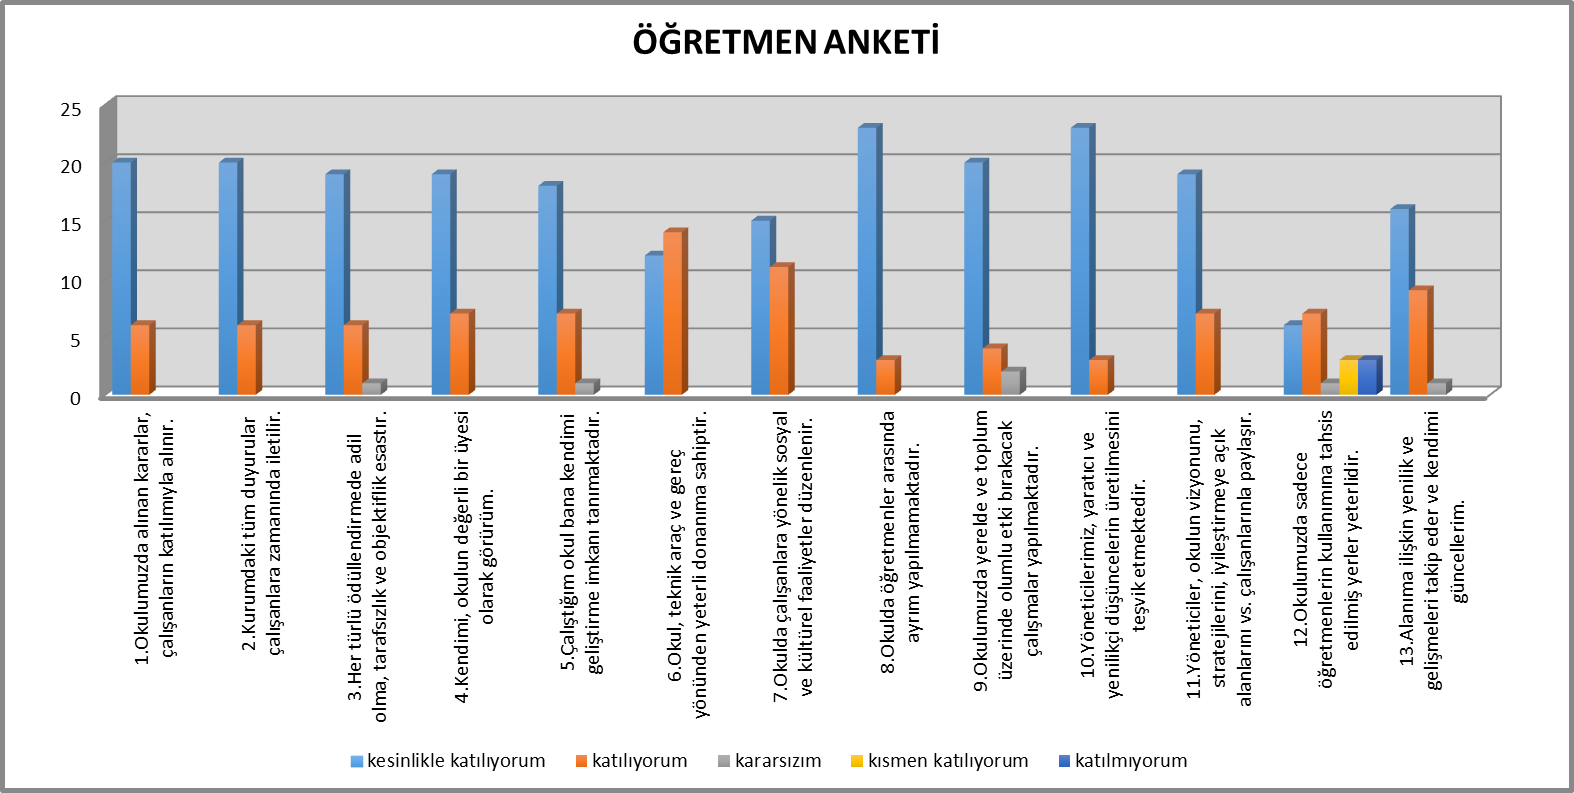 ÖĞRETMEN ANKETİ
25
20
15
10
5
0
1.Okulumuzda alınan kararlar,
çalışanların katılımıyla alınır.
2.Kurumdaki tüm duyurular
çalışanlara zamanında iletilir.
3.Her türlü ödüllendirmede adil
olma, tarafsızlık ve objektiflik esastır.
4.Kendimi, okulun değerli bir üyesi
olarak görürüm.
5.Çalıştığım okul bana kendimi
geliştirme imkanı tanımaktadır.
6.Okul, teknik araç ve gereç
yönünden yeterli donanıma sahiptir.
7.Okulda çalışanlara yönelik sosyal
ve kültürel faaliyetler düzenlenir.
8.Okulda öğretmenler arasında
ayrım yapılmamaktadır.
9.Okulumuzda yerelde ve toplum
üzerinde olumlu etki bırakacak
çalışmalar yapılmaktadır.
10.Yöneticilerimiz, yaratıcı ve
yenilikçi düşüncelerin üretilmesini
teşvik etmektedir.
11.Yöneticiler, okulun vizyonunu,
stratejilerini, iyileştirmeye açık
alanlarını vs. çalışanlarınla paylaşır.
12.Okulumuzda sadece
öğretmenlerin kullanımına tahsis
edilmiş yerler yeterlidir.
13.Alanıma ilişkin yenilik ve
gelişmeleri takip eder ve kendimi
güncellerim.
kesinlikle katılıyorum
katılıyorum
kararsızım
kısmen katılıyorum
katılmıyorum